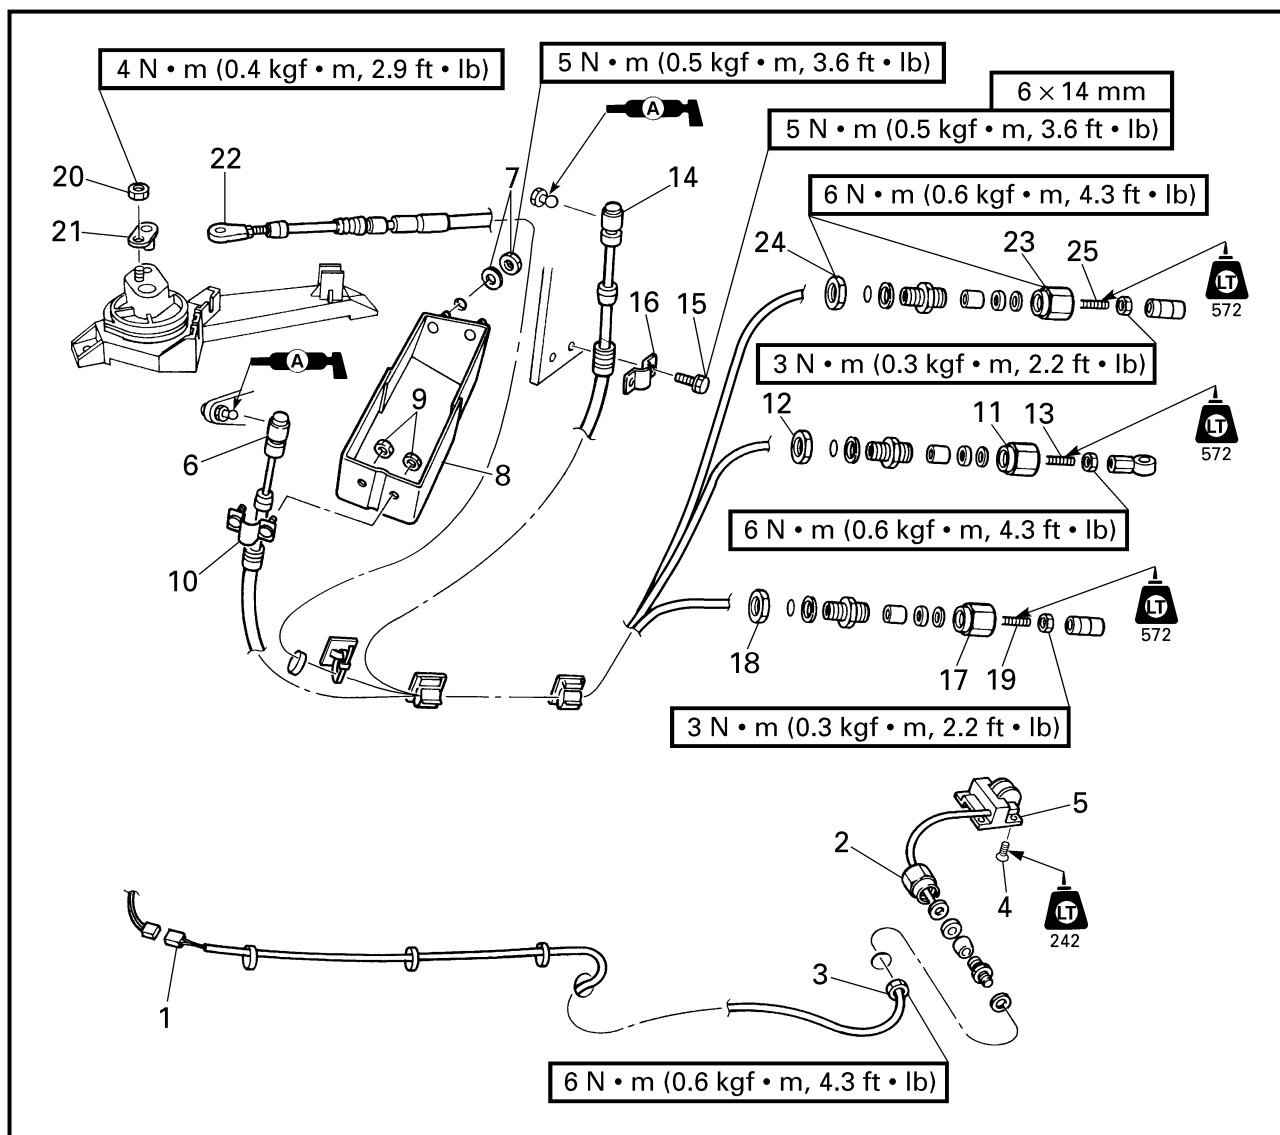 4 N • m (0.4 kgf • m, 2.9 ft • lb)
5 N • m (0.5 kgf • m, 3.6 ft • lb)
A
6 × 14 mm
5 N • m (0.5 kgf • m, 3.6 ft • lb)
20
22
7
14
6 N • m (0.6 kgf • m, 4.3 ft • lb)
21
24
23
25
LT
572
16
15
A
3 N • m (0.3 kgf • m, 2.2 ft • lb)
9
12
11
13
LT
572
6
8
6 N • m (0.6 kgf • m, 4.3 ft • lb)
10
LT
572
18
17
19
3 N • m (0.3 kgf • m, 2.2 ft • lb)
5
2
4
LT
242
3
1
6 N • m (0.6 kgf • m, 4.3 ft • lb)